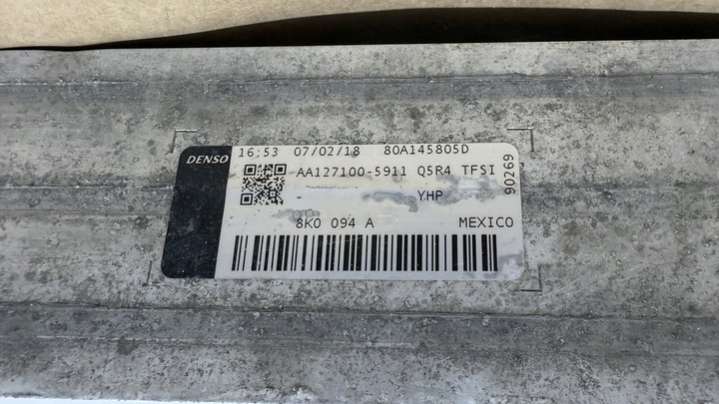 DENSO
16:53 07/02/18 80A145805D
AA127100-5911 Q5R4 TFSI
YHP
8K0 094 A MEXICO
90269